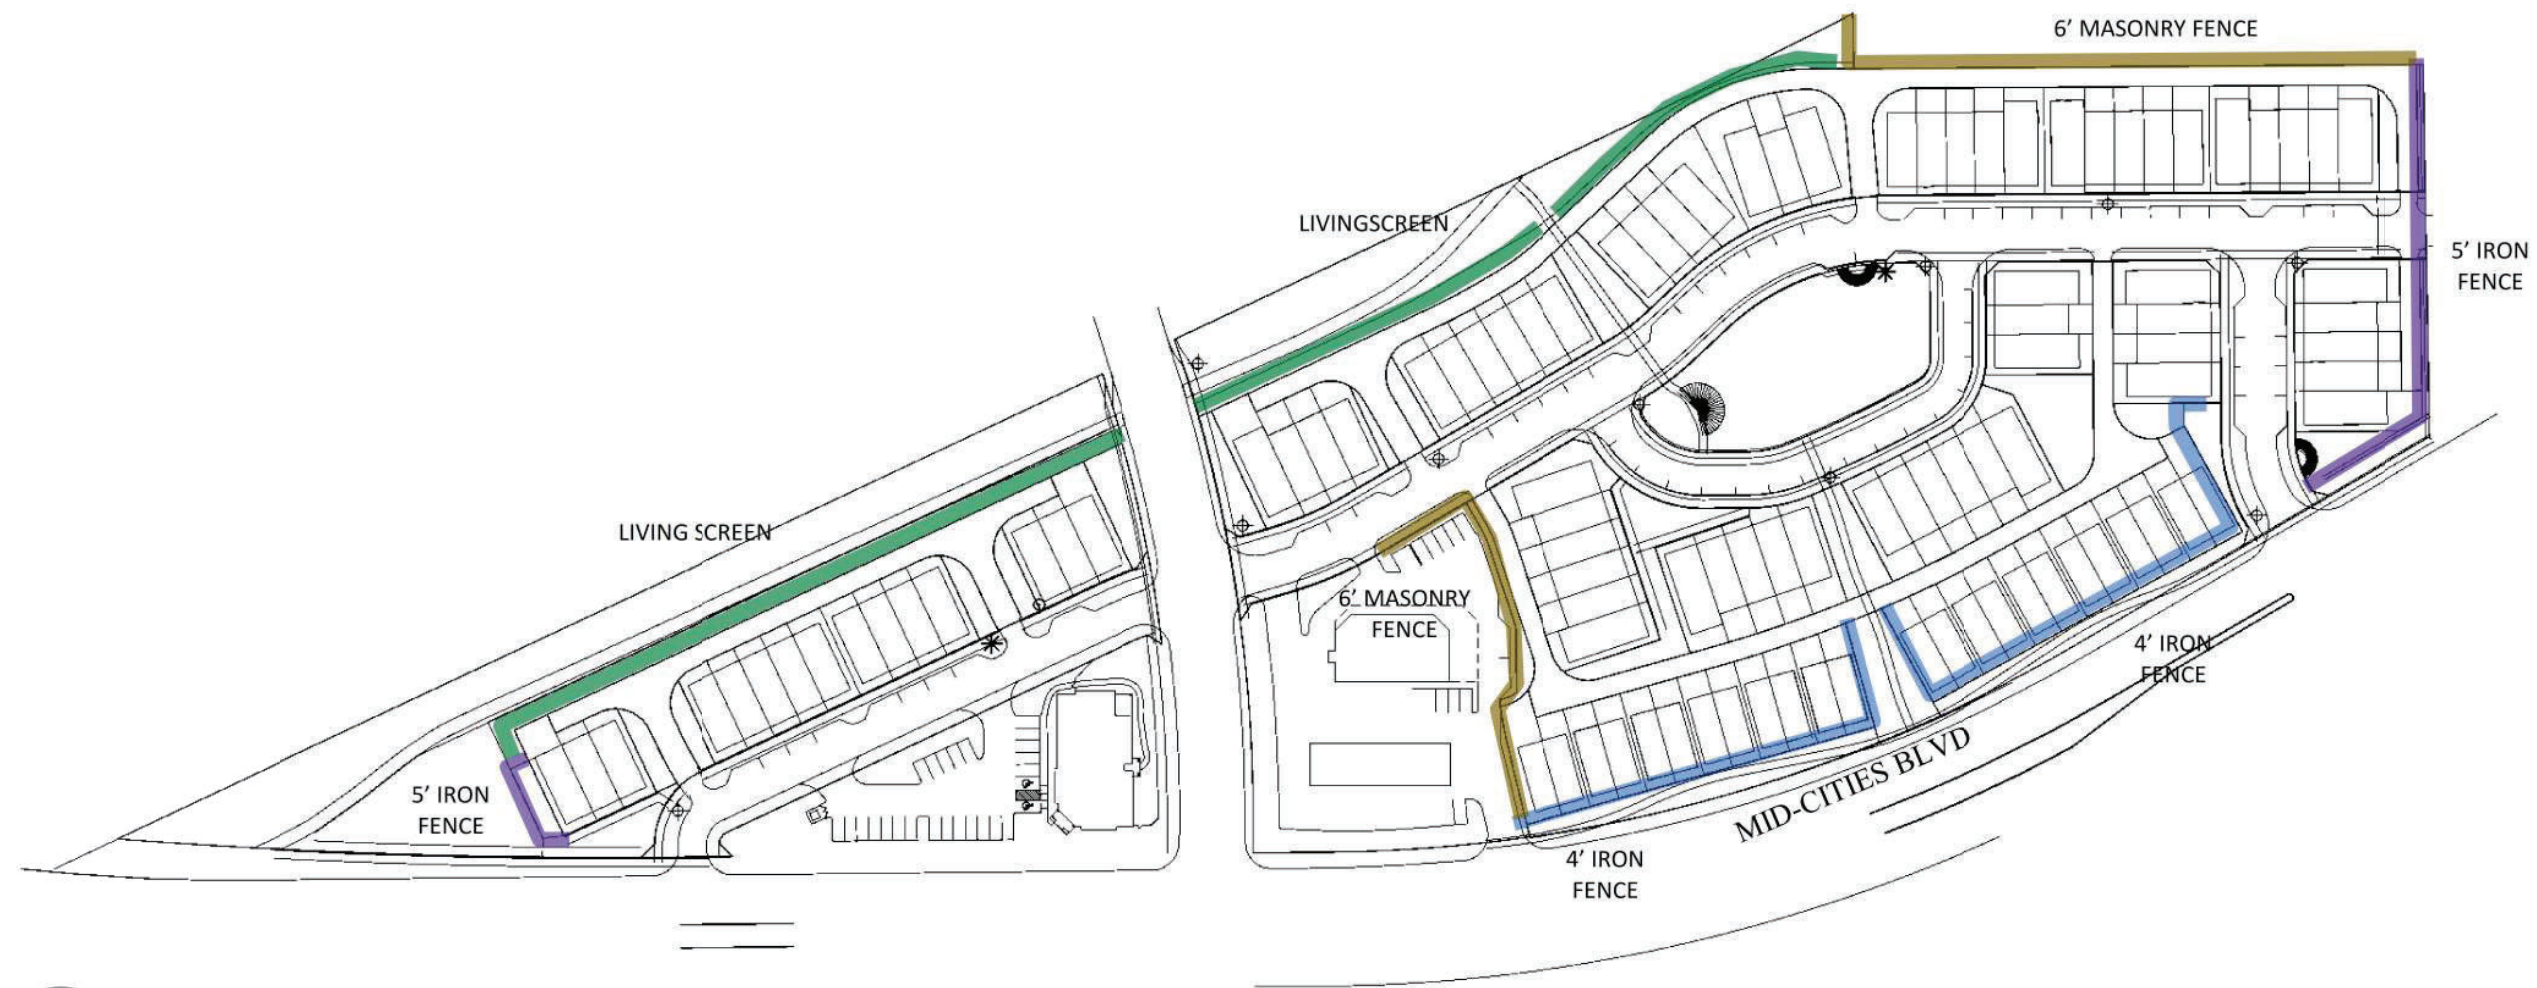 6' MASONRY FENCE
LIVINGSCREEN
5' IRON
FENCE
LIVING SCREEN
6' MASONRY
FENCE
4' IRON
FENCE
MID-CITIES BLVD
5' IRON
FENCE
4' IRON
FENCE